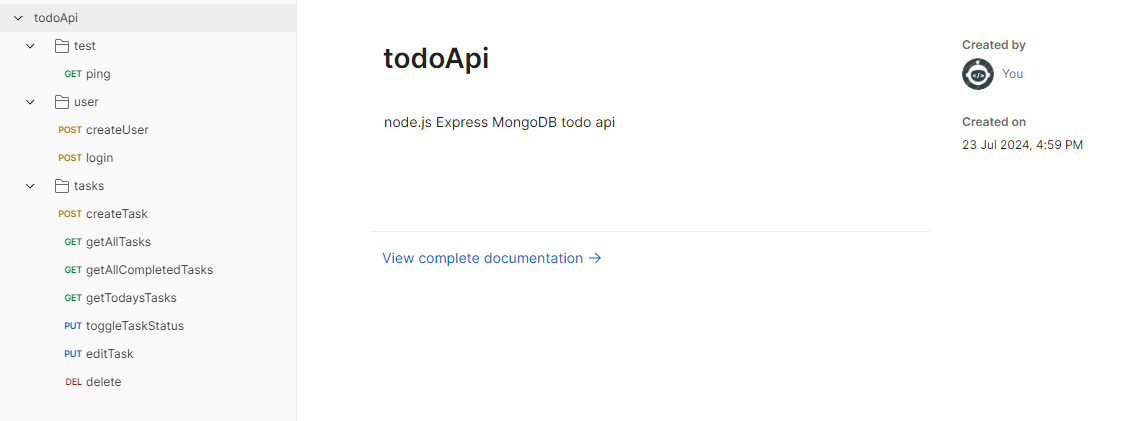 todoApi
test
GET ping
user
POST createUser
POST login
tasks
POST createTask
GET getAllTasks
GET getAllCompletedTasks
GET getTodaysTasks
PUT toggleTaskStatus
PUT editTask
DEL delete
todoApi
node.js Express MongoDB todo api
View complete documentation →
Created by
</> You
Created on
23 Jul 2024, 4:59 PM